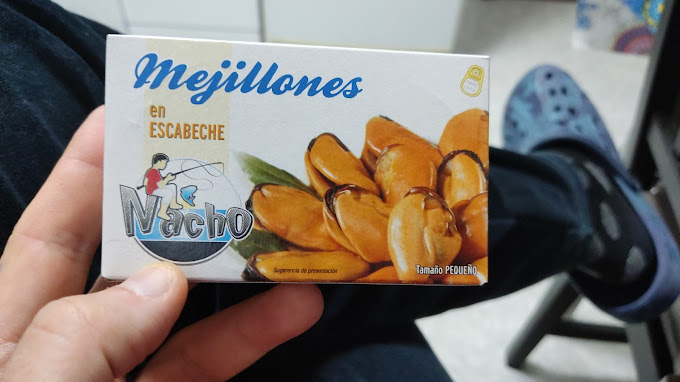 Mejillones
en
ESCABECHE
Nacho
Sugerencia de presentación
Tamaño PEQUEÑO